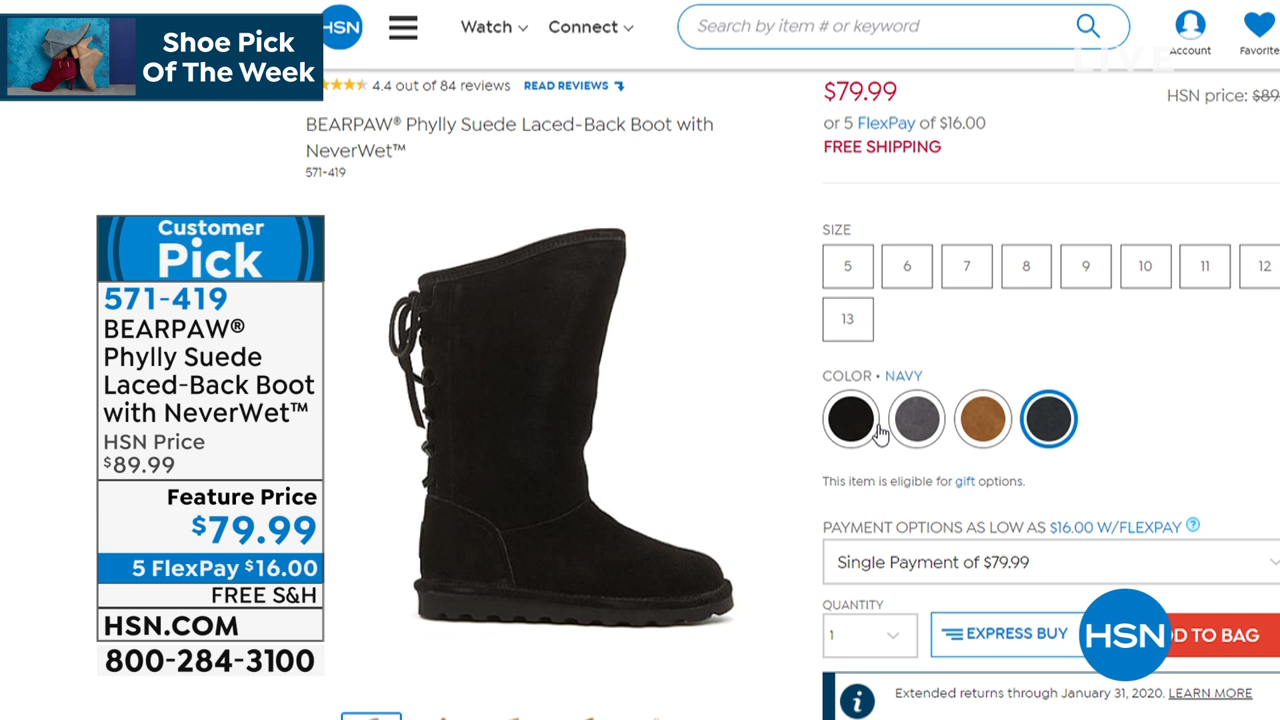 Shoe Pick
Of The Week
HSN
Watch
Connect
Search by item # or keyword
Account
Favorite
LIVE
4.4 out of 84 reviews
READ REVIEWS
BEARPAW® Phylly Suede Laced-Back Boot with
NeverWet™
571-419
$79.99
HSN price: $89
or 5 FlexPay of $16.00
FREE SHIPPING
Customer
Pick
571-419
BEARPAW®
Phylly Suede
Laced-Back Boot
with NeverWet™
HSN Price
$89.99
Feature Price
$79.99
5 FlexPay $16.00
FREE S&H
HSN.COM
800-284-3100
SIZE
5 6 7 8 9 10 11 12
13
COLOR • NAVY
This item is eligible for gift options.
PAYMENT OPTIONS AS LOW AS $16.00 W/FLEXPAY ?
Single Payment of $79.99
QUANTITY
1
EXPRESS BUY
HSN
D TO BAG
i
Extended returns through January 31, 2020. LEARN MORE